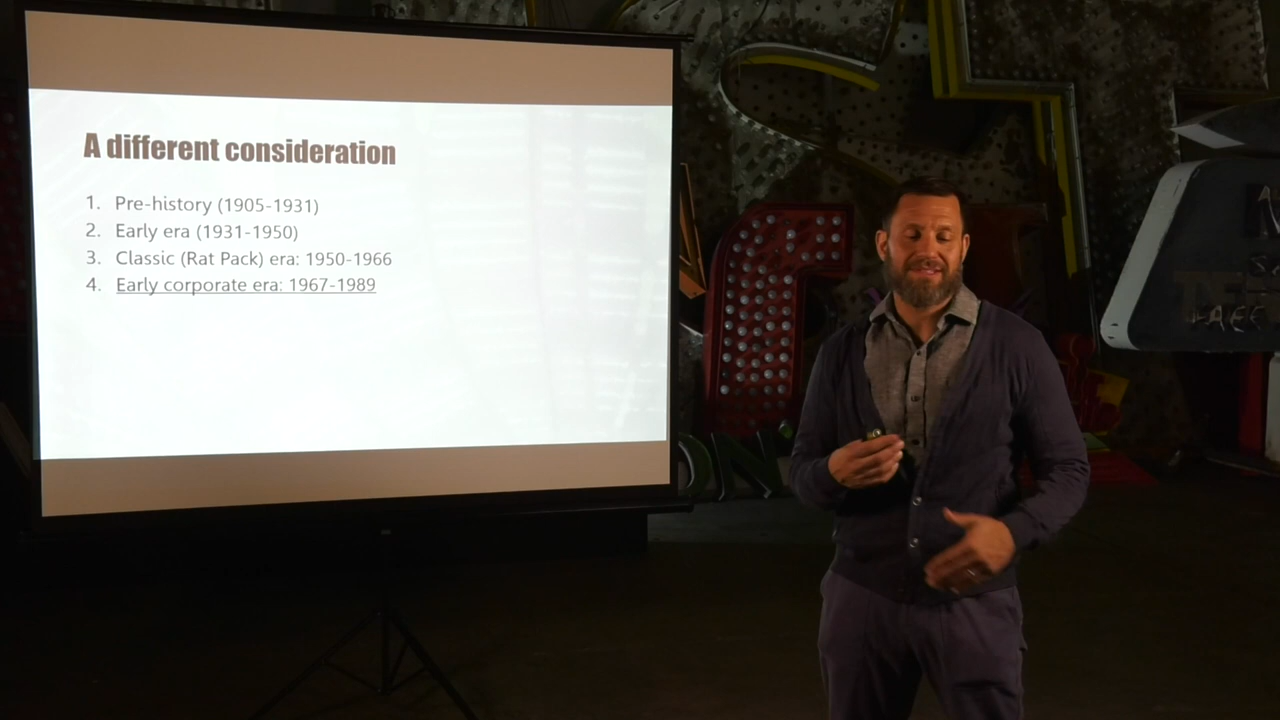 A different consideration
1. Pre-history (1905-1931)
2. Early era (1931-1950)
3. Classic (Rat Pack) era: 1950-1966
4. Early corporate era: 1967-1989